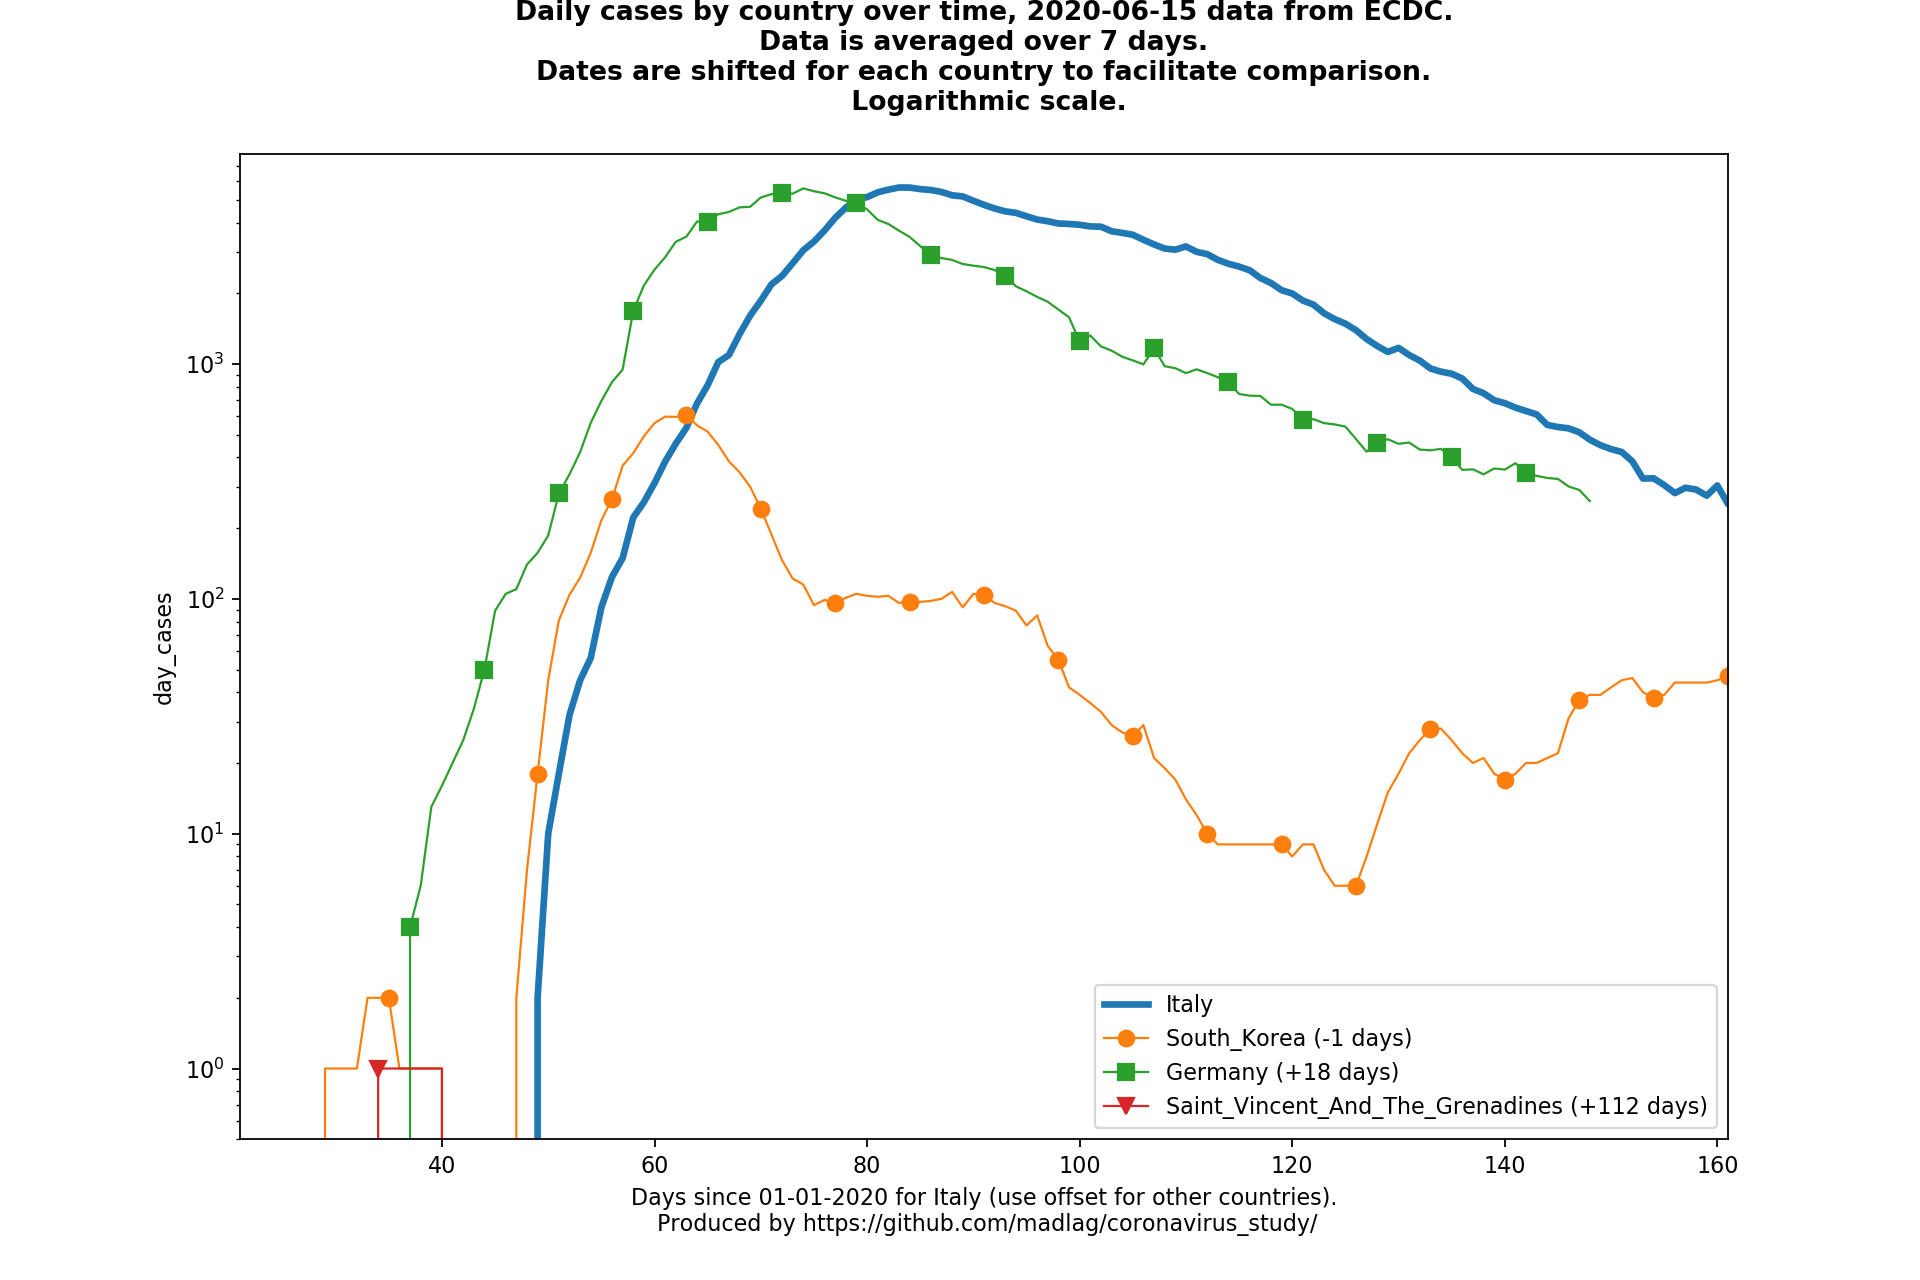 Daily cases by country over time, 2020-06-15 data from ECDC.
Data is averaged over 7 days.
Dates are shifted for each country to facilitate comparison.
Logarithmic scale.
10³
10²
10¹
10⁰
day_cases
Italy
South_Korea (-1 days)
Germany (+18 days)
Saint_Vincent_And_The_Grenadines (+112 days)
40 60 80 100 120 140 160
Days since 01-01-2020 for Italy (use offset for other countries).
Produced by https://github.com/madlag/coronavirus_study/